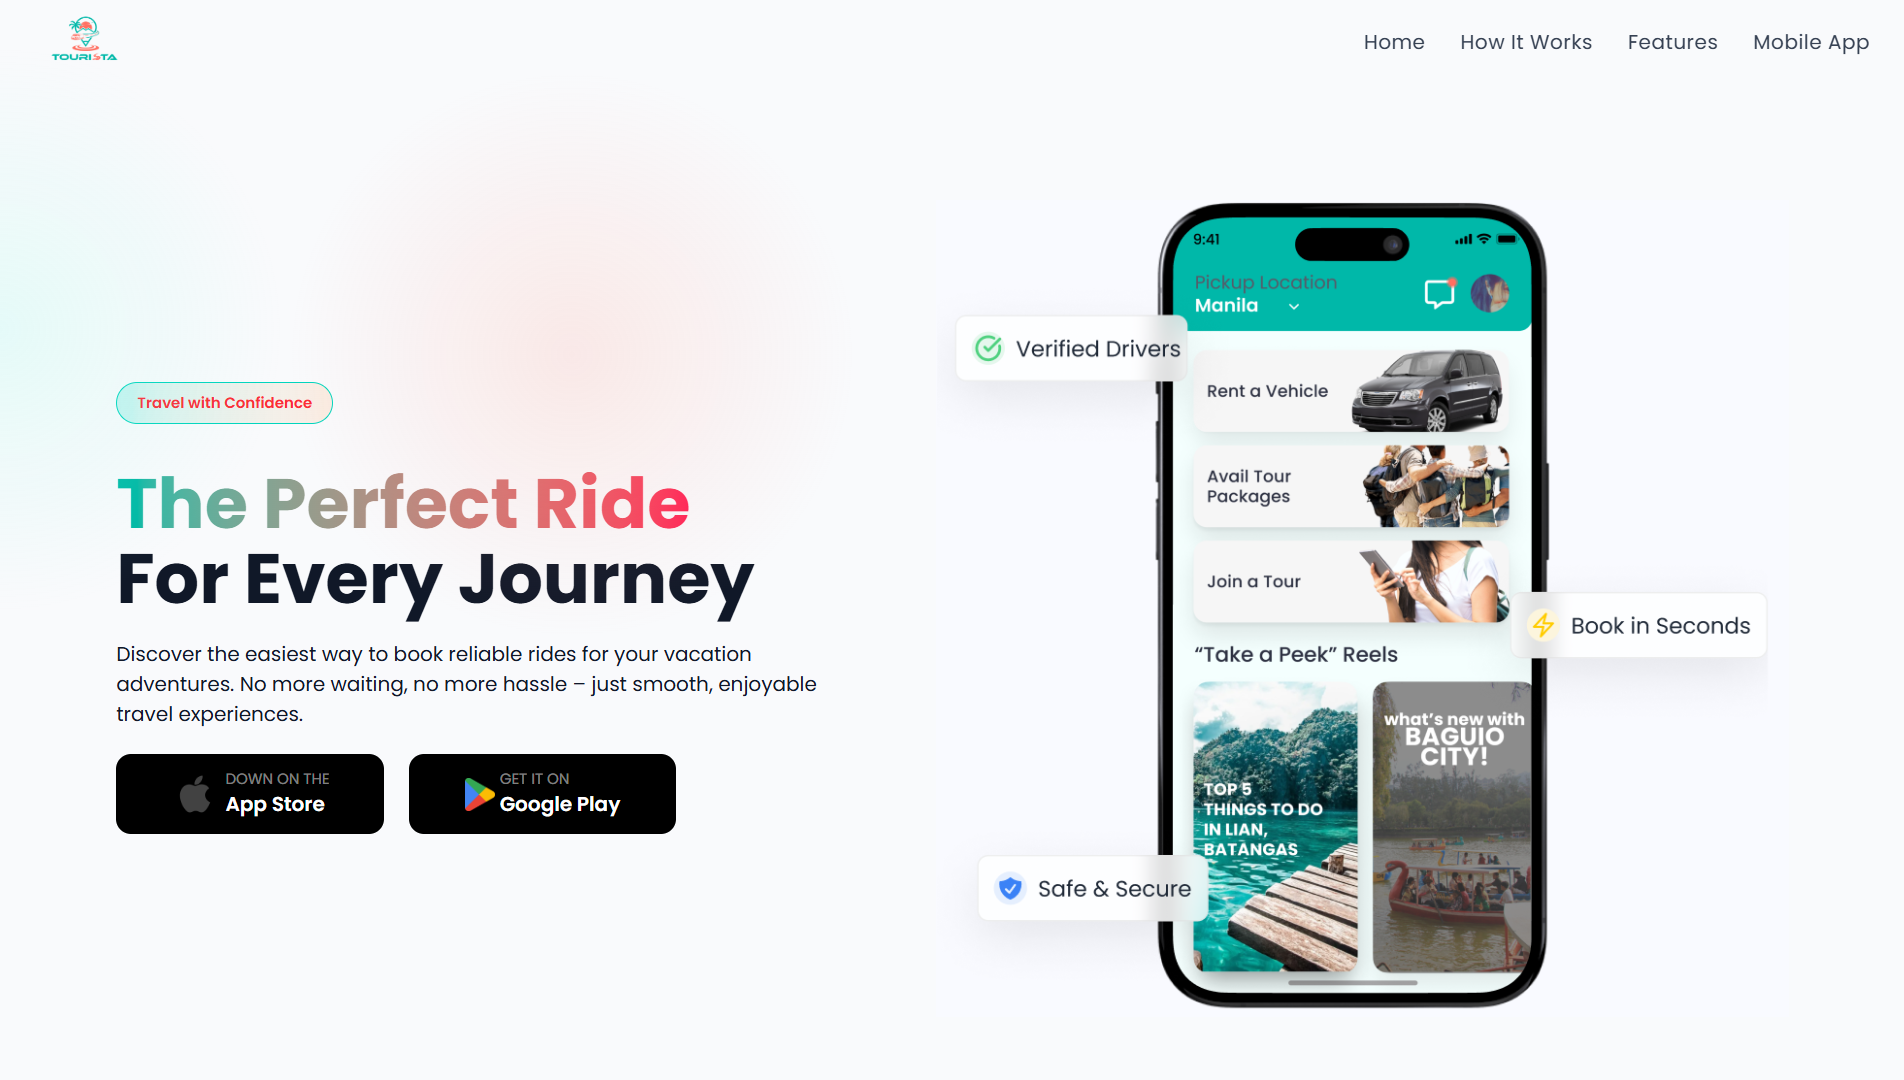 TOURISTA
Home
How It Works
Features
Mobile App
Travel with Confidence
The Perfect Ride
For Every Journey
Discover the easiest way to book reliable rides for your vacation
adventures. No more waiting, no more hassle – just smooth, enjoyable
travel experiences.
DOWN ON THE
App Store
GET IT ON
Google Play
9:41
Pickup Location
Manila
Verified Drivers
Rent a Vehicle
Avail Tour
Packages
Join a Tour
Book in Seconds
“Take a Peek” Reels
TOP 5
THINGS TO DO
IN LIAN,
BATANGAS
what’s new with
BAGUIO
CITY!
Safe & Secure